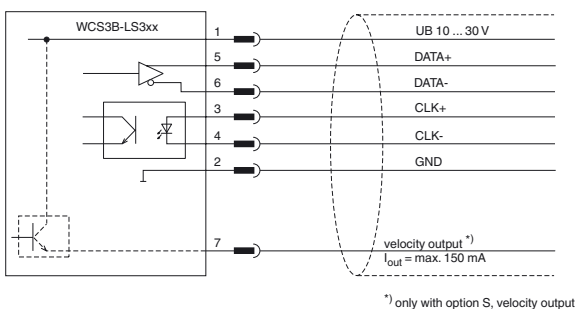 WCS3B-LS3xx
1 UB 10 ... 30 V
5 DATA+
6 DATA-
3 CLK+
4 CLK-
2 GND
7 velocity output *)
I_out = max. 150 mA
*) only with option S, velocity output